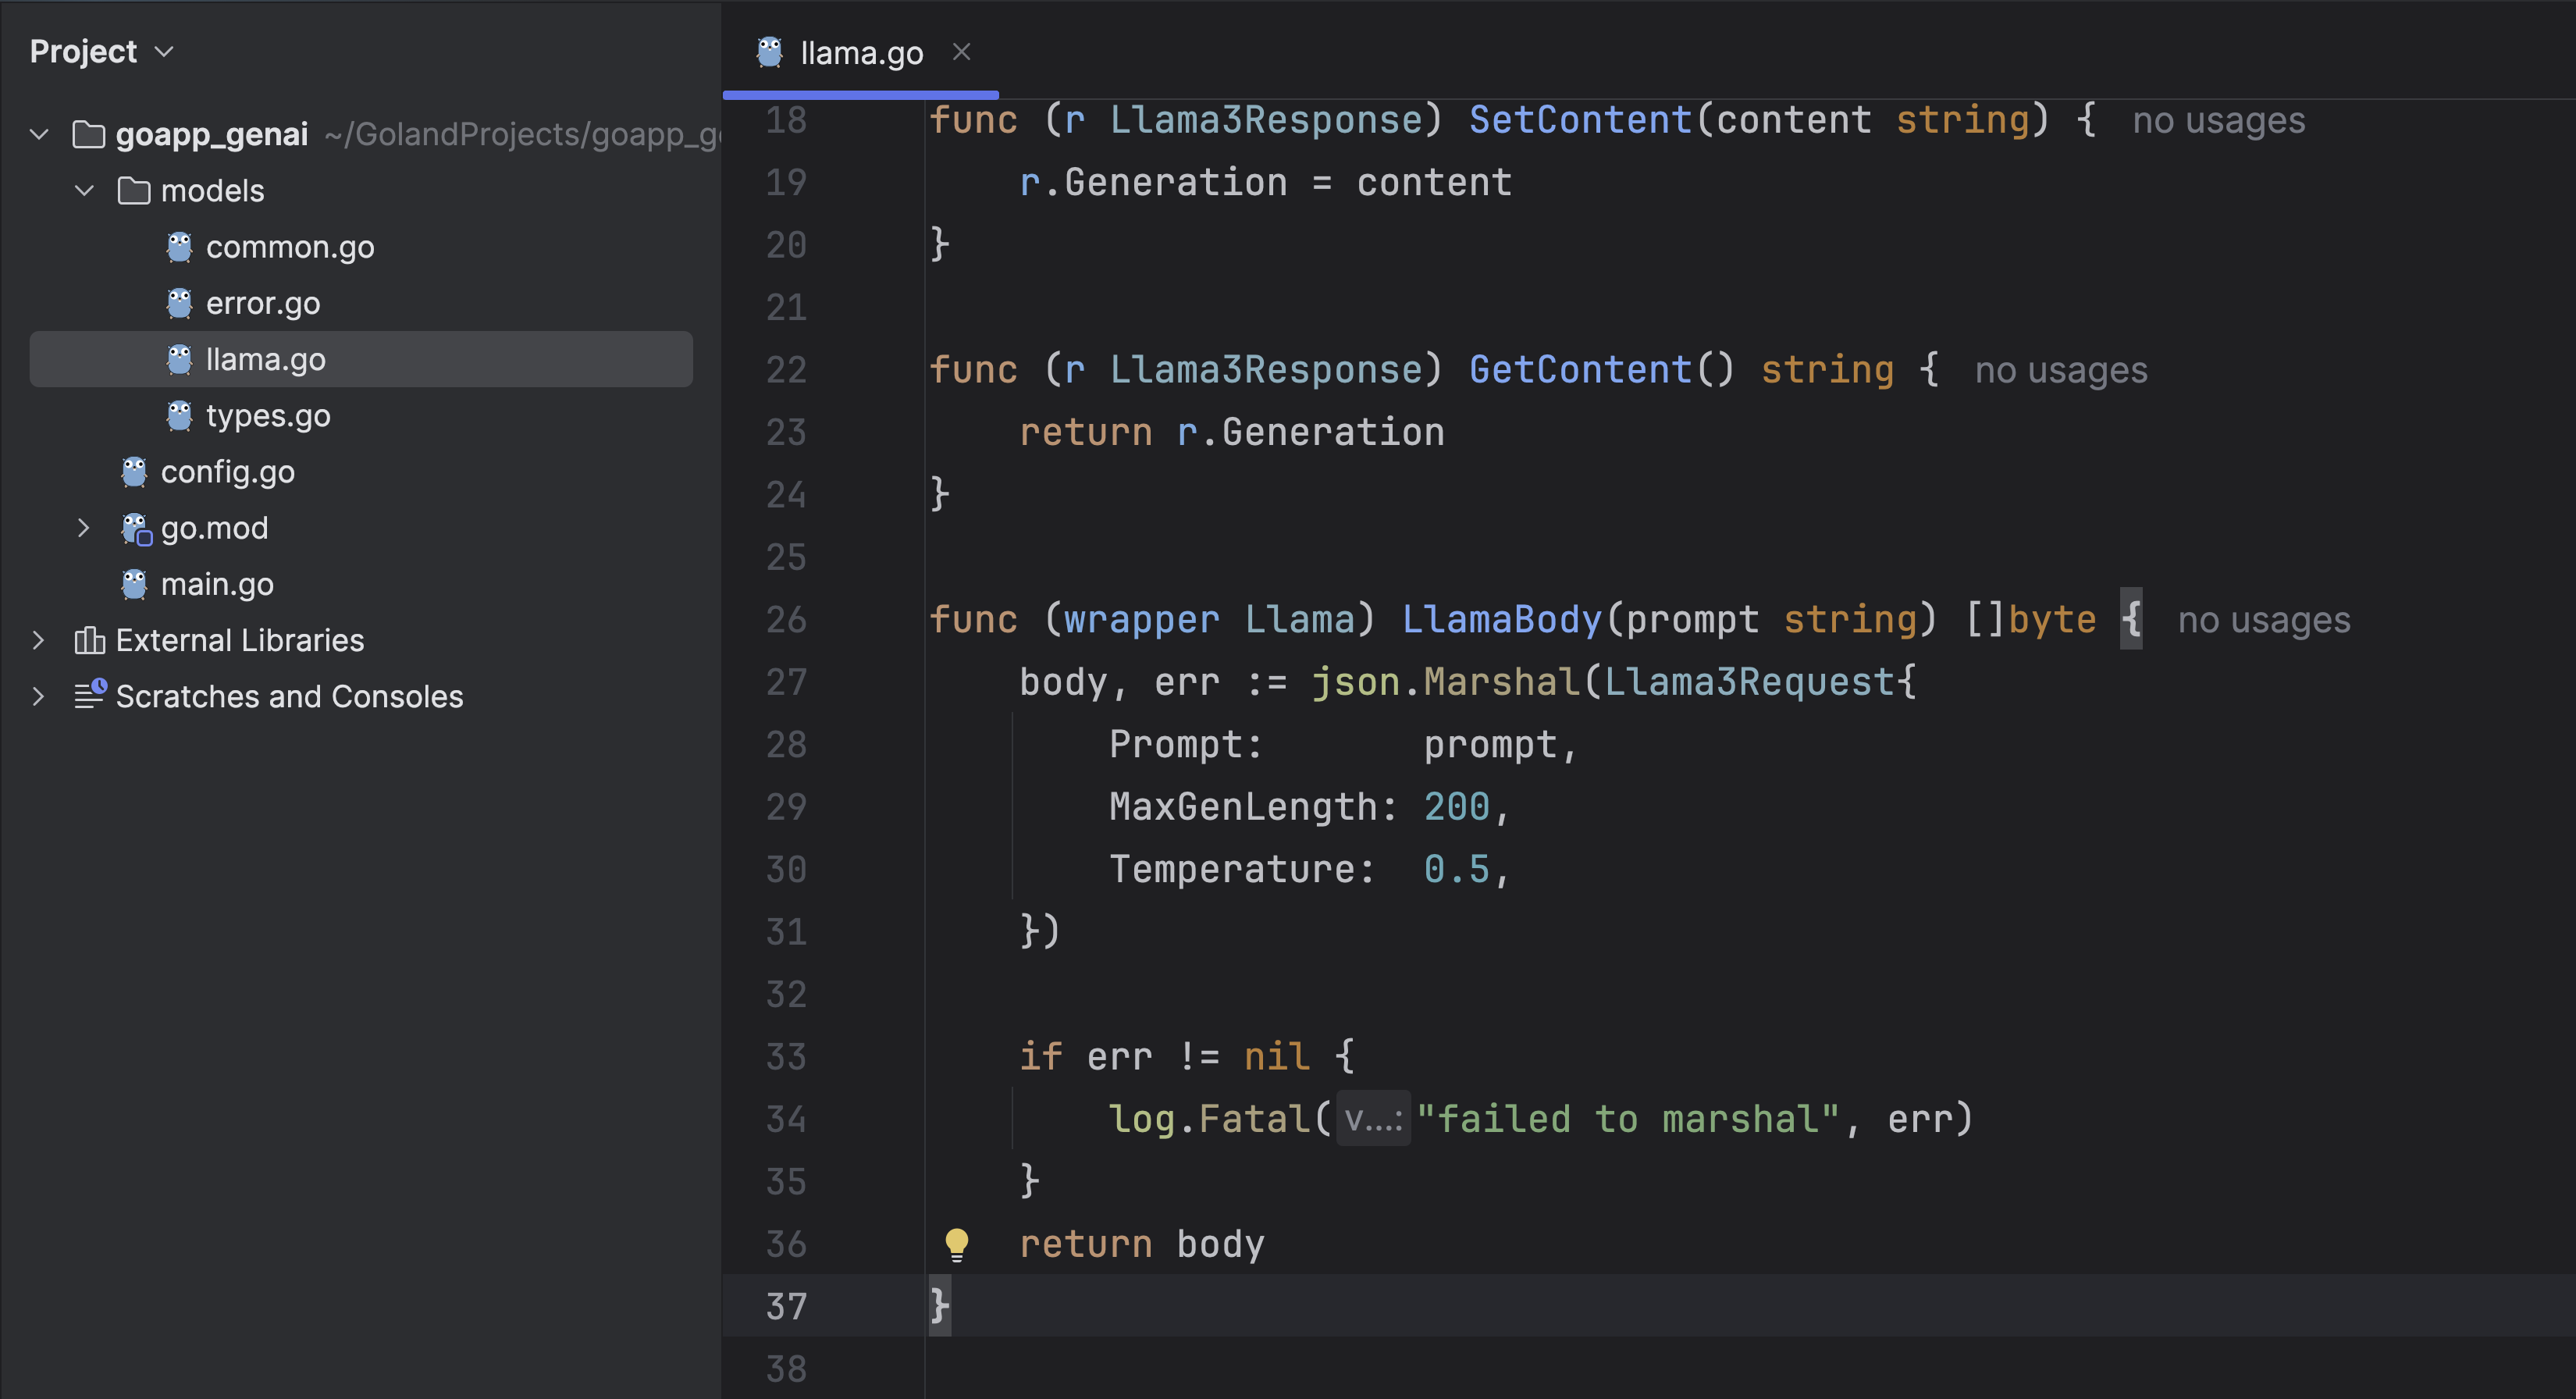 Project
goapp_genai ~/GolandProjects/goapp_g
models
common.go
error.go
llama.go
types.go
config.go
go.mod
main.go
External Libraries
Scratches and Consoles
llama.go
18 func (r Llama3Response) SetContent(content string) { no usages
19 r.Generation = content
20 }
21
22 func (r Llama3Response) GetContent() string { no usages
23 return r.Generation
24 }
25
26 func (wrapper Llama) LlamaBody(prompt string) []byte { no usages
27 body, err := json.Marshal(Llama3Request{
28 Prompt: prompt,
29 MaxGenLength: 200,
30 Temperature: 0.5,
31 })
32
33 if err != nil {
34 log.Fatal(v...: "failed to marshal", err)
35 }
36 return body
37 }
38